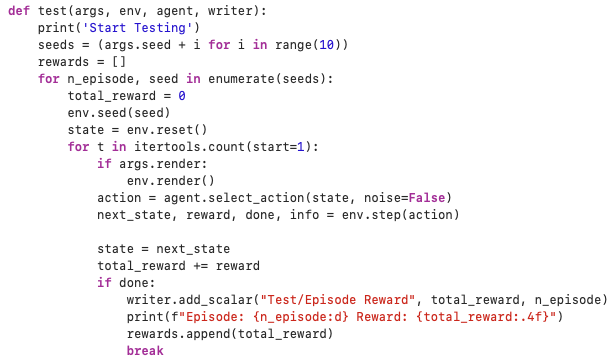 def test(args, env, agent, writer):
    print('Start Testing')
    seeds = (args.seed + i for i in range(10))
    rewards = []
    for n_episode, seed in enumerate(seeds):
        total_reward = 0
        env.seed(seed)
        state = env.reset()
        for t in itertools.count(start=1):
            if args.render:
                env.render()
            action = agent.select_action(state, noise=False)
            next_state, reward, done, info = env.step(action)

            state = next_state
            total_reward += reward
            if done:
                writer.add_scalar("Test/Episode Reward", total_reward, n_episode)
                print(f"Episode: {n_episode:d} Reward: {total_reward:.4f}")
                rewards.append(total_reward)
                break